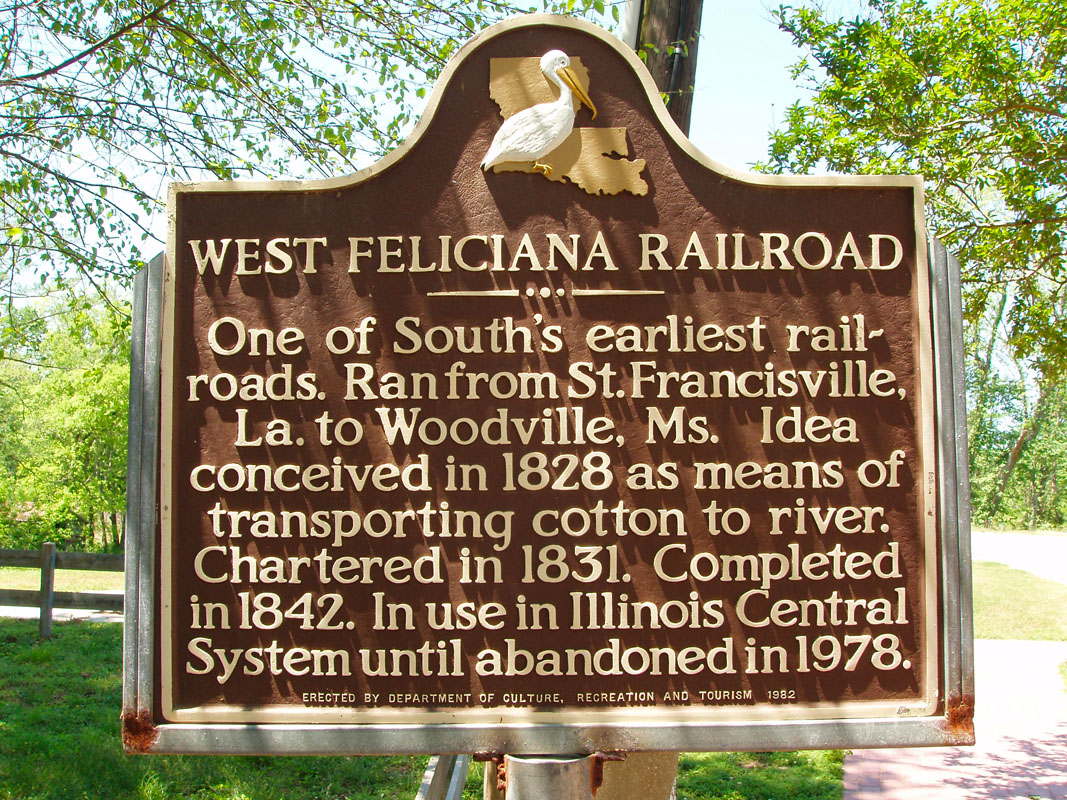 WEST FELICIANA RAILROAD
One of South's earliest rail-
roads. Ran from St. Francisville,
La. to Woodville, Ms. Idea
conceived in 1828 as means of
transporting cotton to river.
Chartered in 1831. Completed
in 1842. In use in Illinois Central
System until abandoned in 1978.
ERECTED BY DEPARTMENT OF CULTURE, RECREATION AND TOURISM 1982